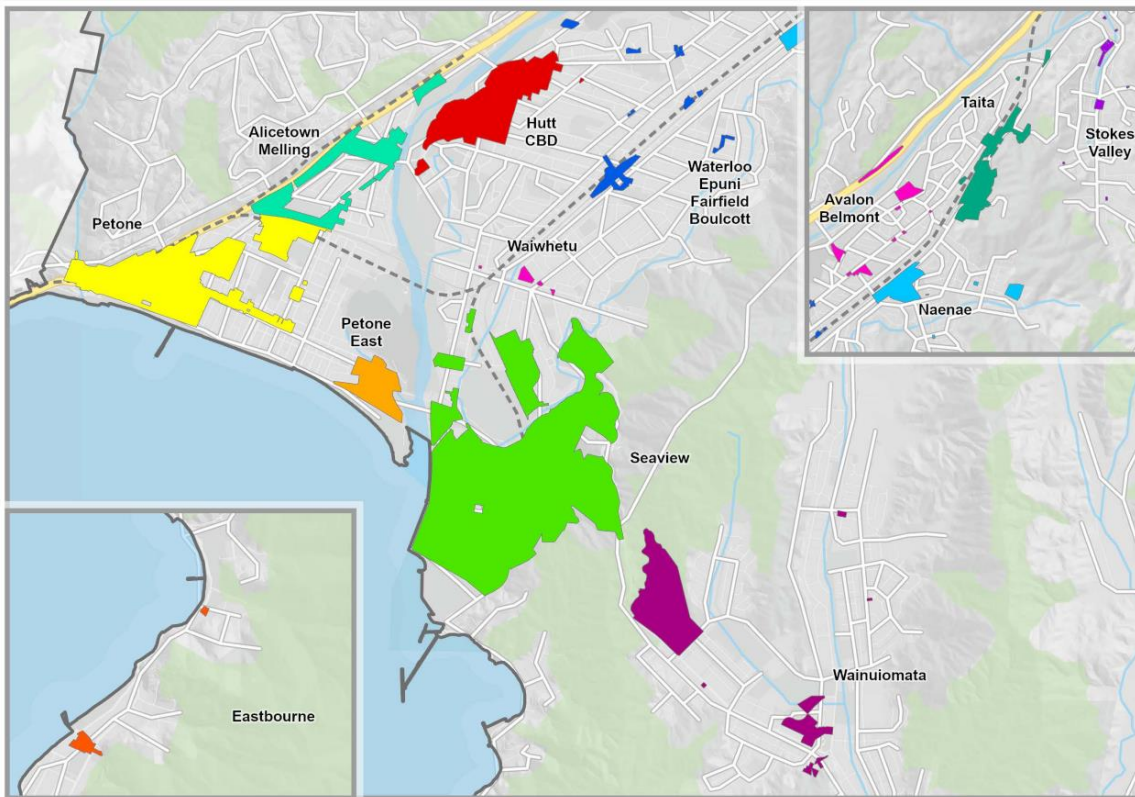 Alicetown
Melling
Hutt
CBD
Waterloo
Epuni
Fairfield
Boulcott
Petone
Waiwhetu
Petone
East
Seaview
Wainuiomata
Eastbourne
Taita
Stokes
Valley
Avalon
Belmont
Naenae